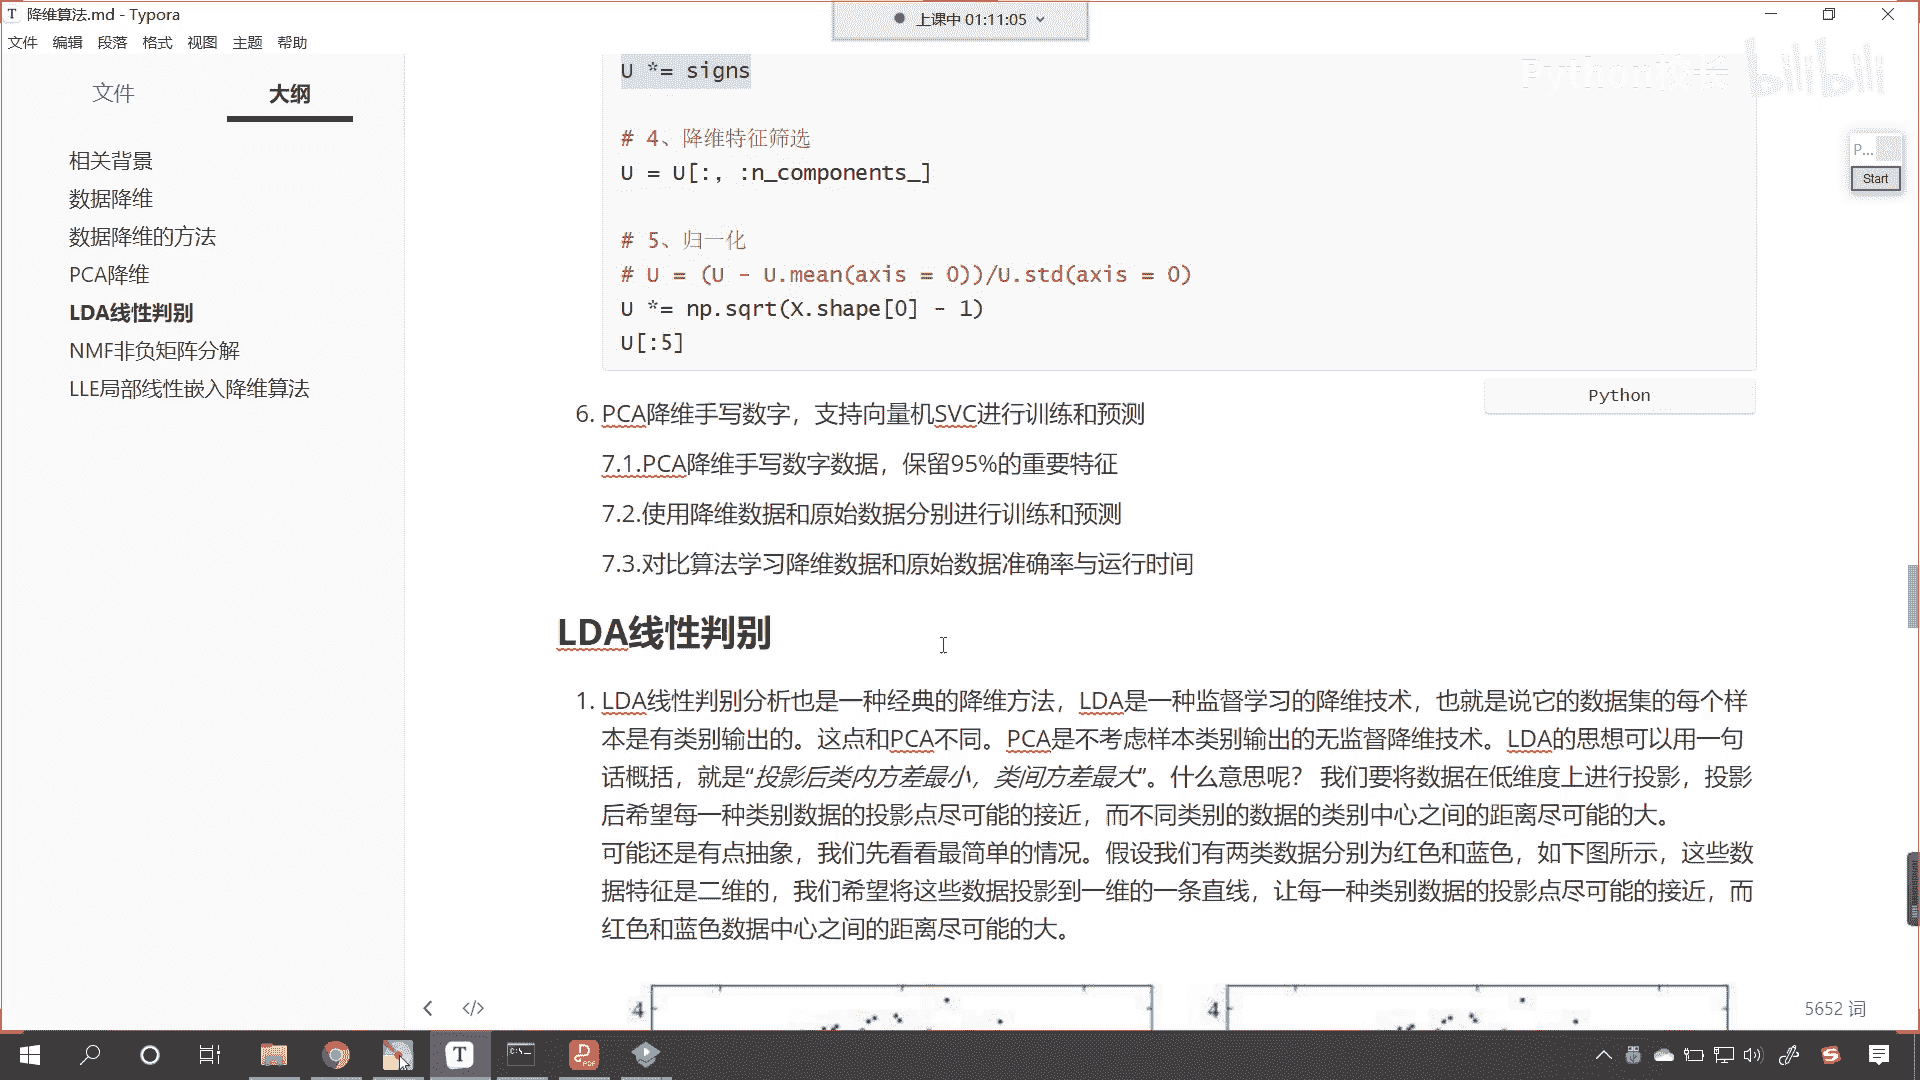 降维算法.md - Typora
上课中 01:11:05
文件 编辑 段落 格式 视图 主题 帮助
文件 大纲
相关背景
数据降维
数据降维的方法
PCA降维
LDA线性判别
NMF非负矩阵分解
LLE局部线性嵌入降维算法
bilibili
P...
Start
U *= signs
# 4、降维特征筛选
U = U[:, :n_components_]
# 5、归一化
# U = (U - U.mean(axis = 0))/U.std(axis = 0)
U *= np.sqrt(X.shape[0] - 1)
U[:5]
Python
6. PCA降维手写数字，支持向量机SVC进行训练和预测
7.1.PCA降维手写数字数据，保留95%的重要特征
7.2.使用降维数据和原始数据分别进行训练和预测
7.3.对比算法学习降维数据和原始数据准确率与运行时间
LDA线性判别
1. LDA线性判别分析也是一种经典的降维方法，LDA是一种监督学习的降维技术，也就是说它的数据集的每个样
本是有类别输出的。这点和PCA不同。PCA是不考虑样本类别输出的无监督降维技术。LDA的思想可以用一句
话概括，就是“投影后类内方差最小，类间方差最大”。什么意思呢？ 我们要将数据在低维度上进行投影，投影
后希望每一种类别数据的投影点尽可能的接近，而不同类别的数据的类别中心之间的距离尽可能的大。
可能还是有点抽象，我们先看看最简单的情况。假设我们有两类数据分别为红色和蓝色，如下图所示，这些数
据特征是二维的，我们希望将这些数据投影到一维的一条直线，让每一种类别数据的投影点尽可能的接近，而
红色和蓝色数据中心之间的距离尽可能的大。
4 4
5652 词